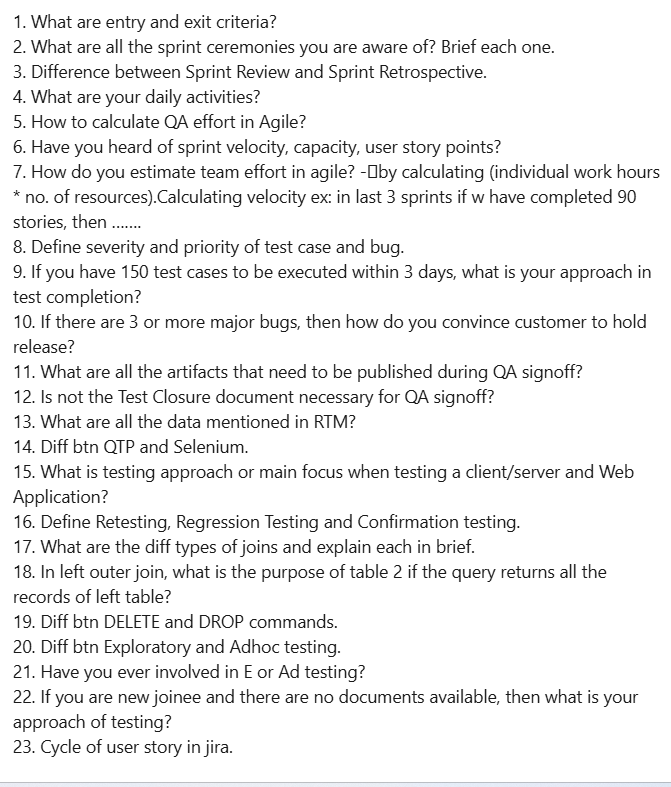 1. What are entry and exit criteria?
2. What are all the sprint ceremonies you are aware of? Brief each one.
3. Difference between Sprint Review and Sprint Retrospective.
4. What are your daily activities?
5. How to calculate QA effort in Agile?
6. Have you heard of sprint velocity, capacity, user story points?
7. How do you estimate team effort in agile? -▯by calculating (individual work hours
* no. of resources).Calculating velocity ex: in last 3 sprints if w have completed 90
stories, then .......
8. Define severity and priority of test case and bug.
9. If you have 150 test cases to be executed within 3 days, what is your approach in
test completion?
10. If there are 3 or more major bugs, then how do you convince customer to hold
release?
11. What are all the artifacts that need to be published during QA signoff?
12. Is not the Test Closure document necessary for QA signoff?
13. What are all the data mentioned in RTM?
14. Diff btn QTP and Selenium.
15. What is testing approach or main focus when testing a client/server and Web
Application?
16. Define Retesting, Regression Testing and Confirmation testing.
17. What are the diff types of joins and explain each in brief.
18. In left outer join, what is the purpose of table 2 if the query returns all the
records of left table?
19. Diff btn DELETE and DROP commands.
20. Diff btn Exploratory and Adhoc testing.
21. Have you ever involved in E or Ad testing?
22. If you are new joinee and there are no documents available, then what is your
approach of testing?
23. Cycle of user story in jira.